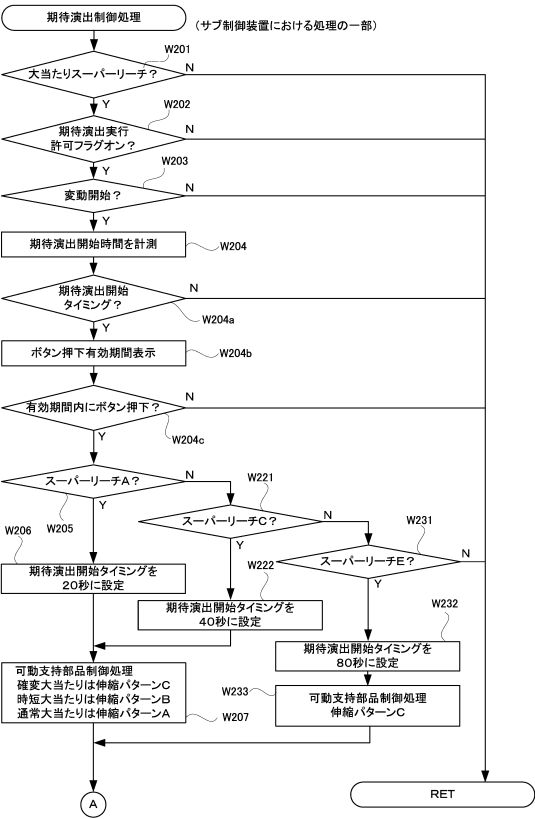 期待演出制御処理
（サブ制御装置における処理の一部）
W201
大当たりスーパーリーチ？
N
Y
W202
期待演出実行
許可フラグオン？
N
Y
W203
変動開始？
N
Y
期待演出開始時間を計測
W204
期待演出開始
タイミング？
N
Y
W204a
ボタン押下有効期間表示
W204b
有効期間内にボタン押下？
N
Y
W204c
スーパーリーチA？
N
Y
W205
W221
スーパーリーチC？
N
Y
W231
スーパーリーチE？
N
Y
W206
期待演出開始タイミングを
20秒に設定
W222
期待演出開始タイミングを
40秒に設定
W232
期待演出開始タイミングを
80秒に設定
可動支持部品制御処理
確変大当たりは伸縮パターンC
時短大当たりは伸縮パターンB
通常大当たりは伸縮パターンA
W207
W233
可動支持部品制御処理
伸縮パターンC
RET
A